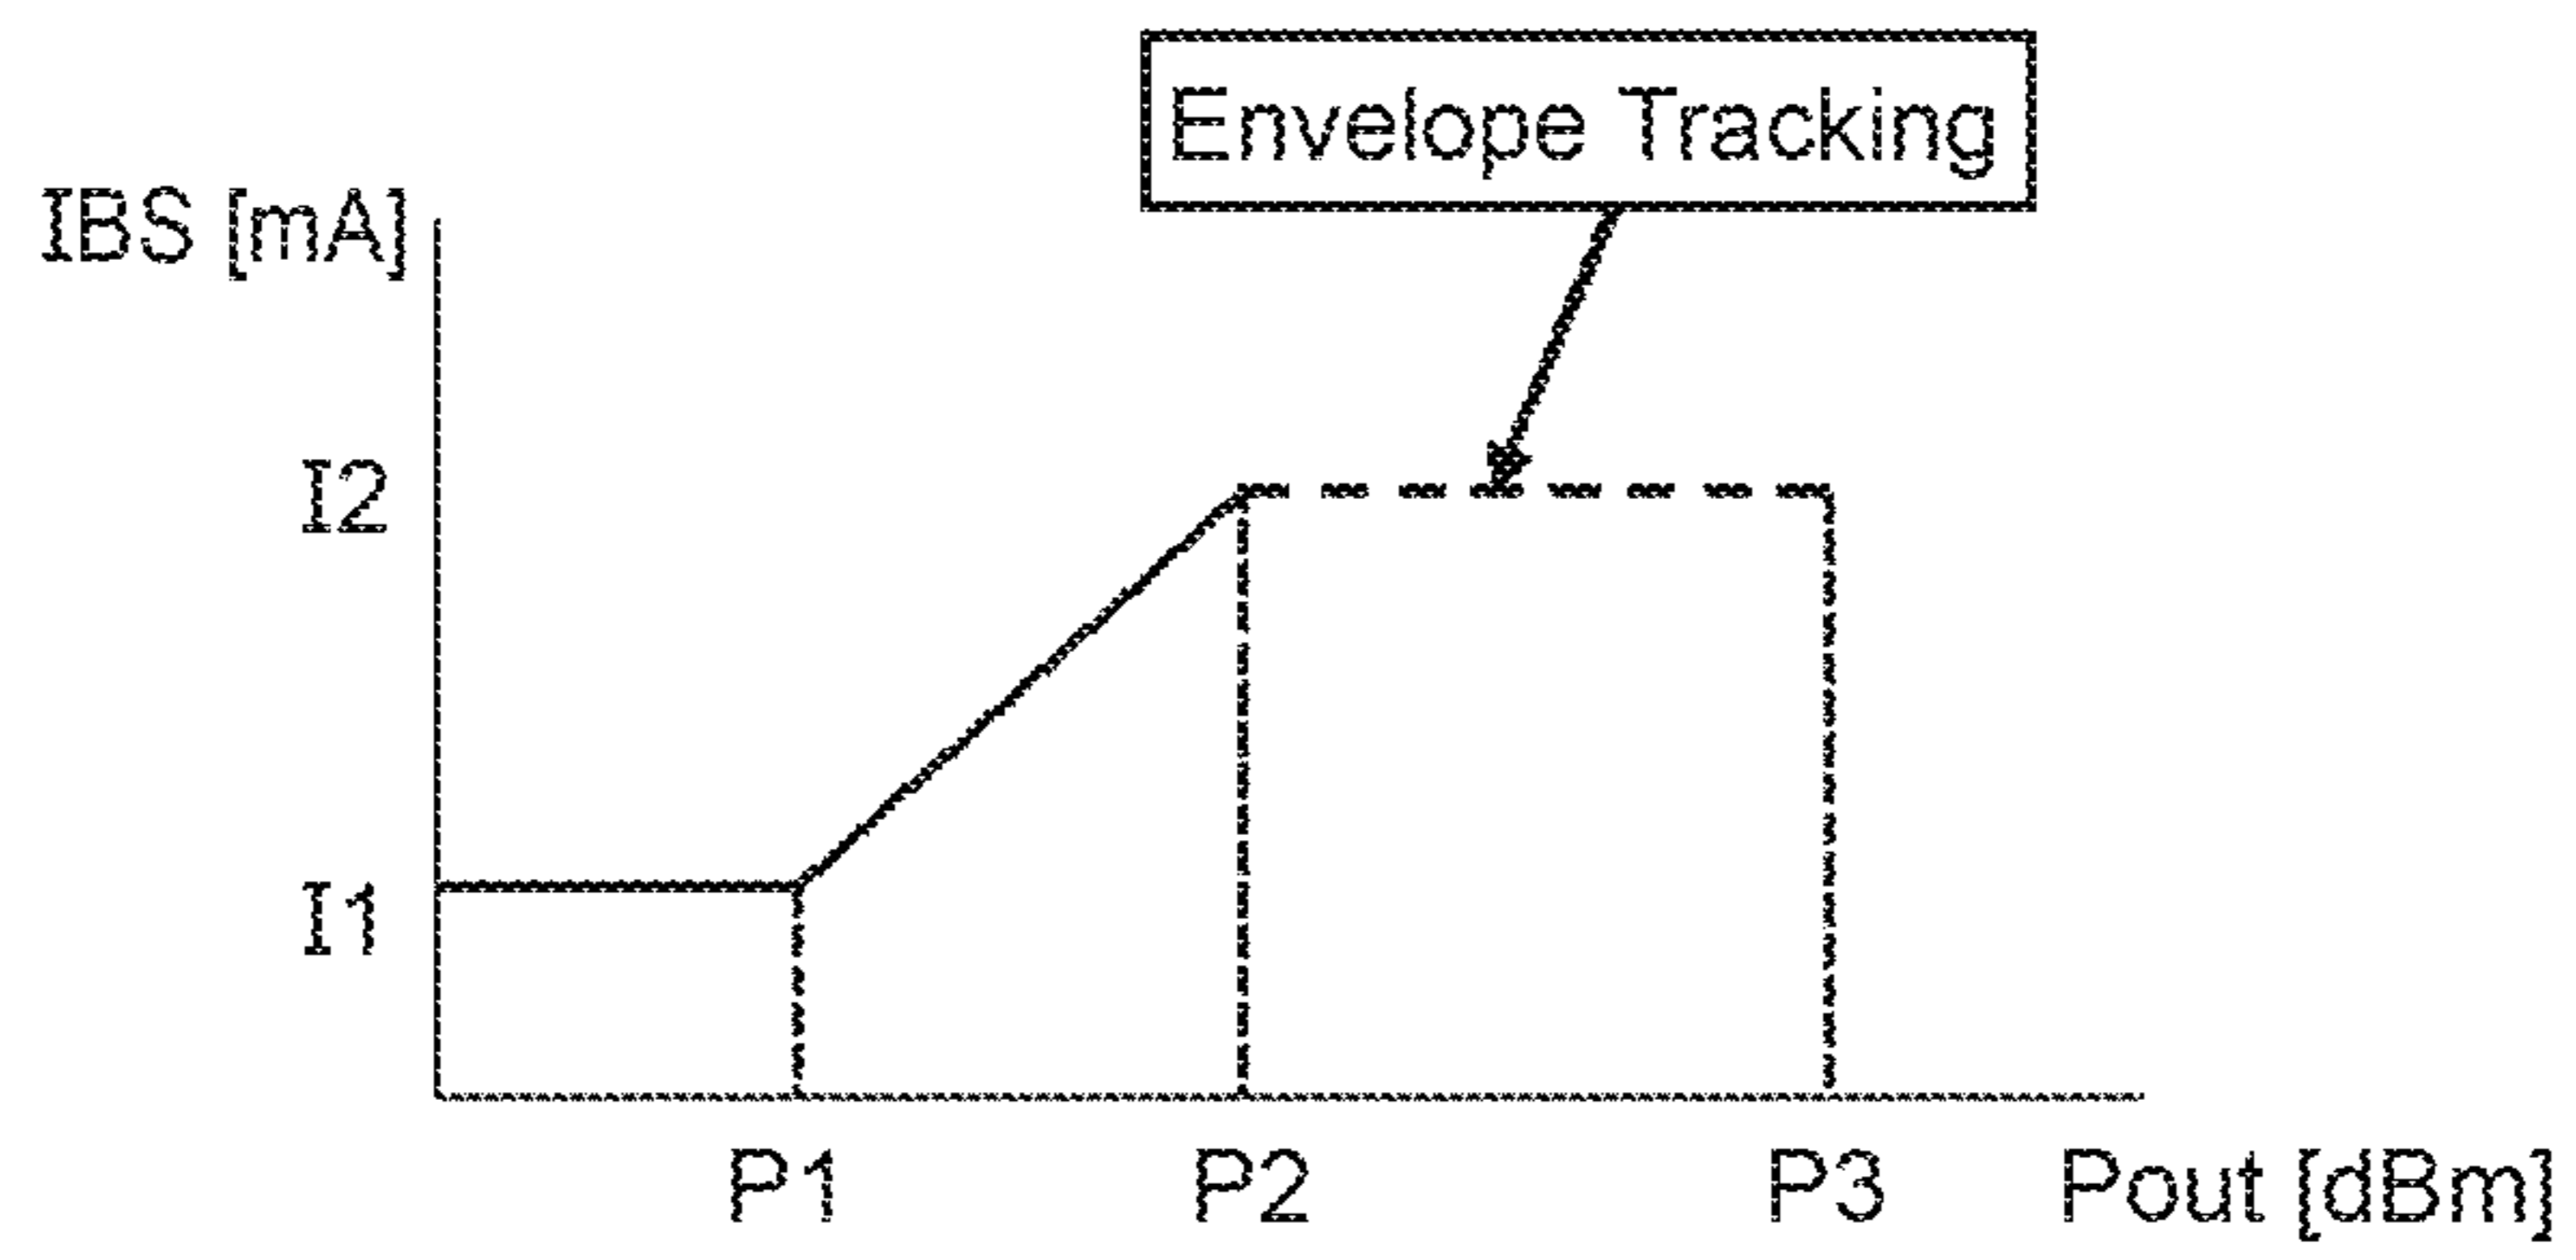 Envelope Tracking
IBS [mA]
I2
I1
P1
P2
P3
Pout [dBm]